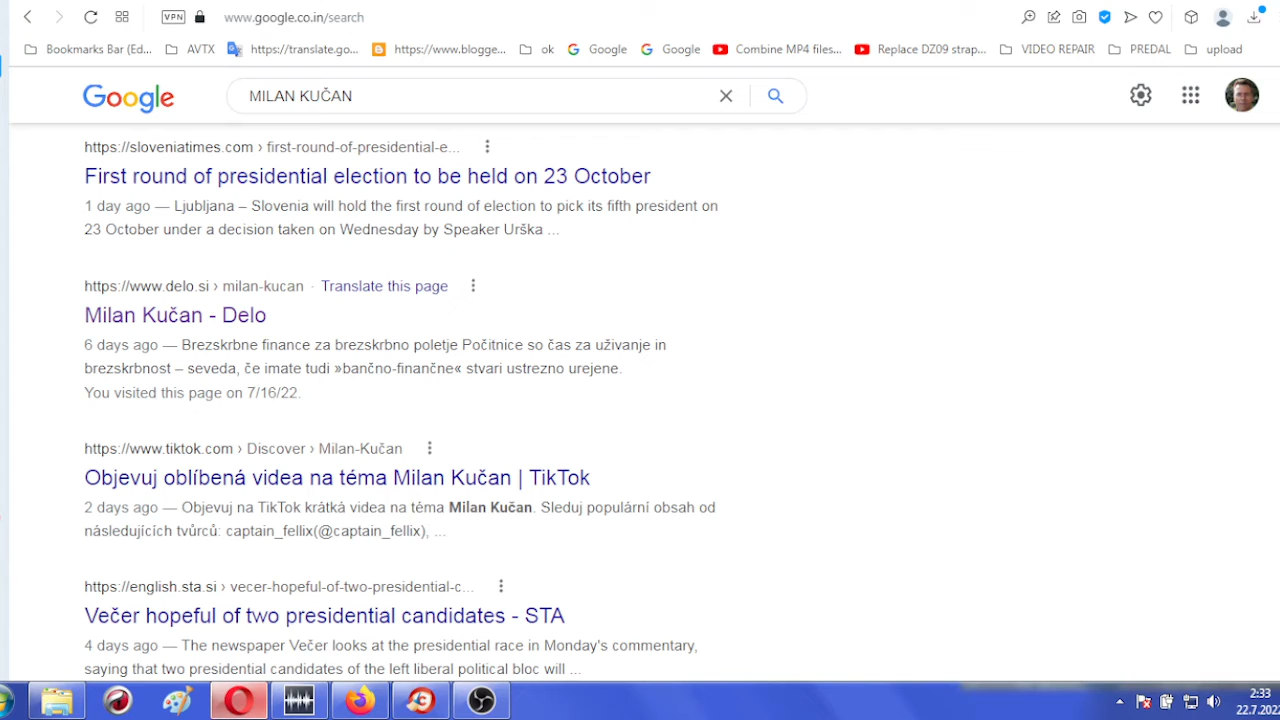 VPN www.google.co.in/search
Bookmarks Bar (Ed... AVTX https://translate.go... https://www.blogge... ok Google Google Combine MP4 files... Replace DZ09 strap... VIDEO REPAIR PREDAL upload
Google MILAN KUČAN
https://sloveniatimes.com › first-round-of-presidential-e...
First round of presidential election to be held on 23 October
1 day ago — Ljubljana – Slovenia will hold the first round of election to pick its fifth president on
23 October under a decision taken on Wednesday by Speaker Urška ...
https://www.delo.si › milan-kucan · Translate this page
Milan Kučan - Delo
6 days ago — Brezskrbne finance za brezskrbno poletje Počitnice so čas za uživanje in
brezskrbnost – seveda, če imate tudi »bančno-finančne« stvari ustrezno urejene.
You visited this page on 7/16/22.
https://www.tiktok.com › Discover › Milan-Kučan
Objevuj oblíbená videa na téma Milan Kučan | TikTok
2 days ago — Objevuj na TikTok krátká videa na téma Milan Kučan. Sleduj populární obsah od
následujících tvůrců: captain_fellix(@captain_fellix), ...
https://english.sta.si › vecer-hopeful-of-two-presidential-c...
Večer hopeful of two presidential candidates - STA
4 days ago — The newspaper Večer looks at the presidential race in Monday's commentary,
saying that two presidential candidates of the left liberal political bloc will ...
2:33
22.7.202